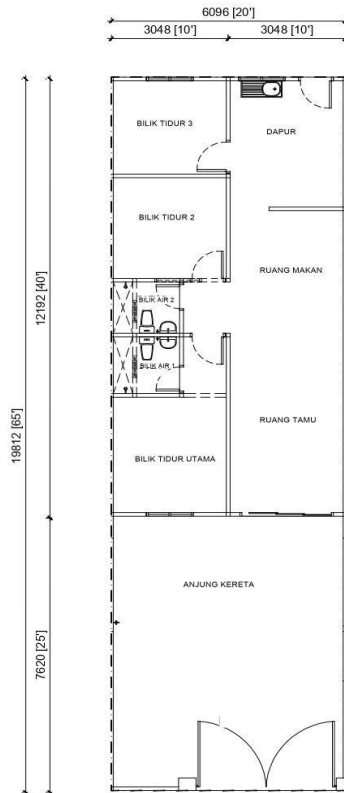 6096 [20']
3048 [10']
3048 [10']
BILIK TIDUR 3
DAPUR
BILIK TIDUR 2
12192 [40']
RUANG MAKAN
BILIK AIR 2
19812 [65']
BILIK AIR 1
RUANG TAMU
BILIK TIDUR UTAMA
ANJUNG KERETA
7620 [25']